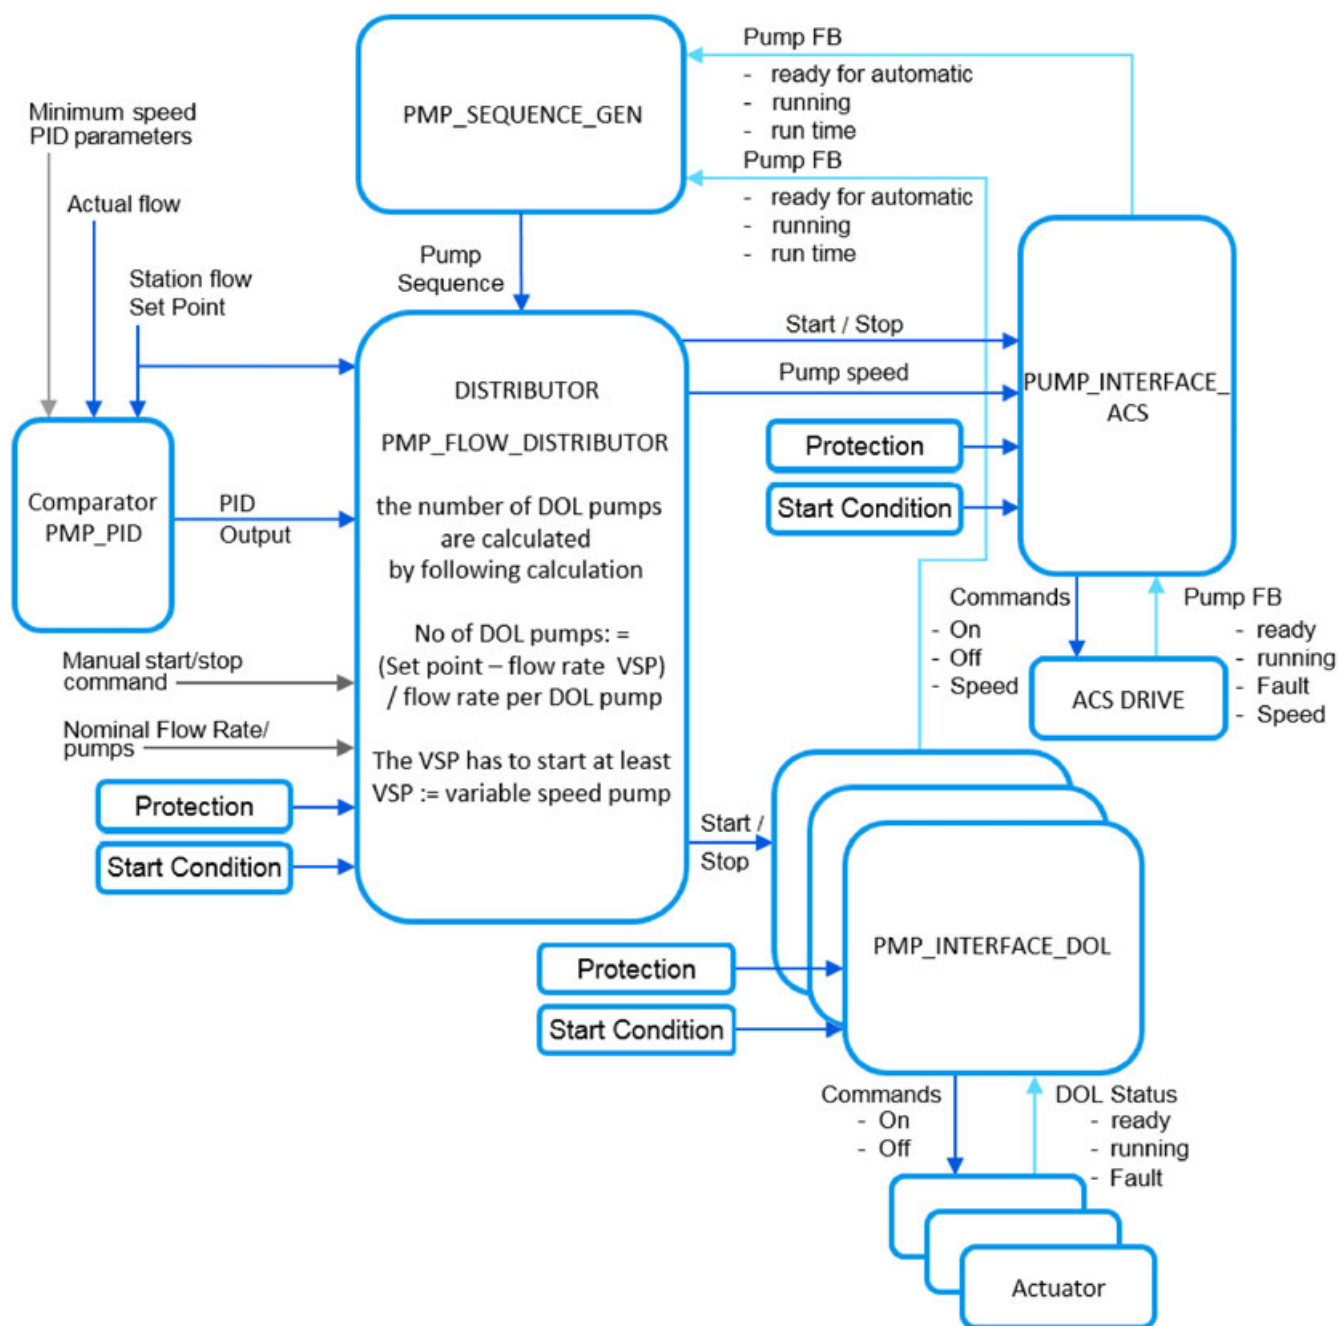 Pump FB
- ready for automatic
- running
- run time
PMP_SEQUENCE_GEN
Pump FB
- ready for automatic
- running
- run time
Minimum speed
PID parameters
Actual flow
Station flow
Set Point
Pump
Sequence
Start / Stop
Pump speed
PUMP_INTERFACE_
ACS
Protection
Start Condition
DISTRIBUTOR
PMP_FLOW_DISTRIBUTOR
the number of DOL pumps
are calculated
by following calculation
No of DOL pumps: =
(Set point – flow rate VSP)
/ flow rate per DOL pump
The VSP has to start at least
VSP := variable speed pump
Comparator
PMP_PID
PID
Output
Manual start/stop
command
Nominal Flow Rate/
pumps
Protection
Start Condition
Commands
- On
- Off
- Speed
Pump FB
- ready
- running
- Fault
- Speed
ACS DRIVE
Start /
Stop
PMP_INTERFACE_DOL
Protection
Start Condition
Commands
- On
- Off
DOL Status
- ready
- running
- Fault
Actuator